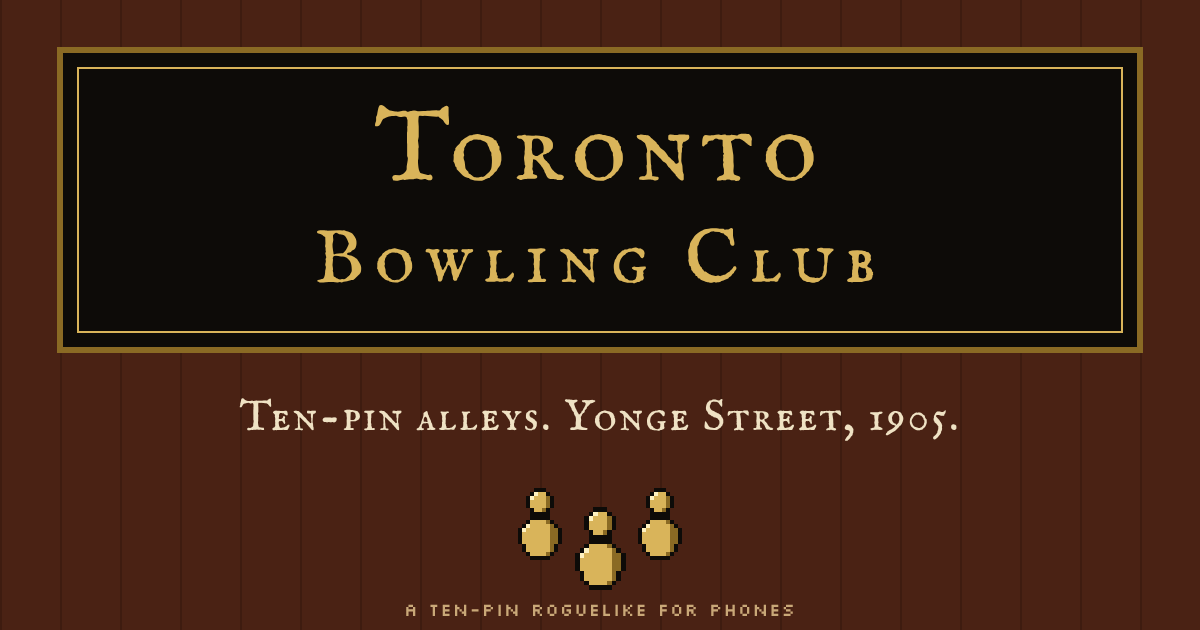 Toronto
Bowling Club
Ten-pin alleys. Yonge Street, 1905.
A TEN-PIN ROGUELIKE FOR PHONES